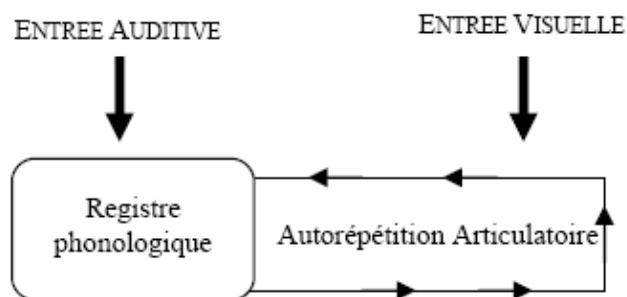 ENTREE AUDITIVE
ENTREE VISUELLE
Registre
phonologique
Autorépétition Articulatoire